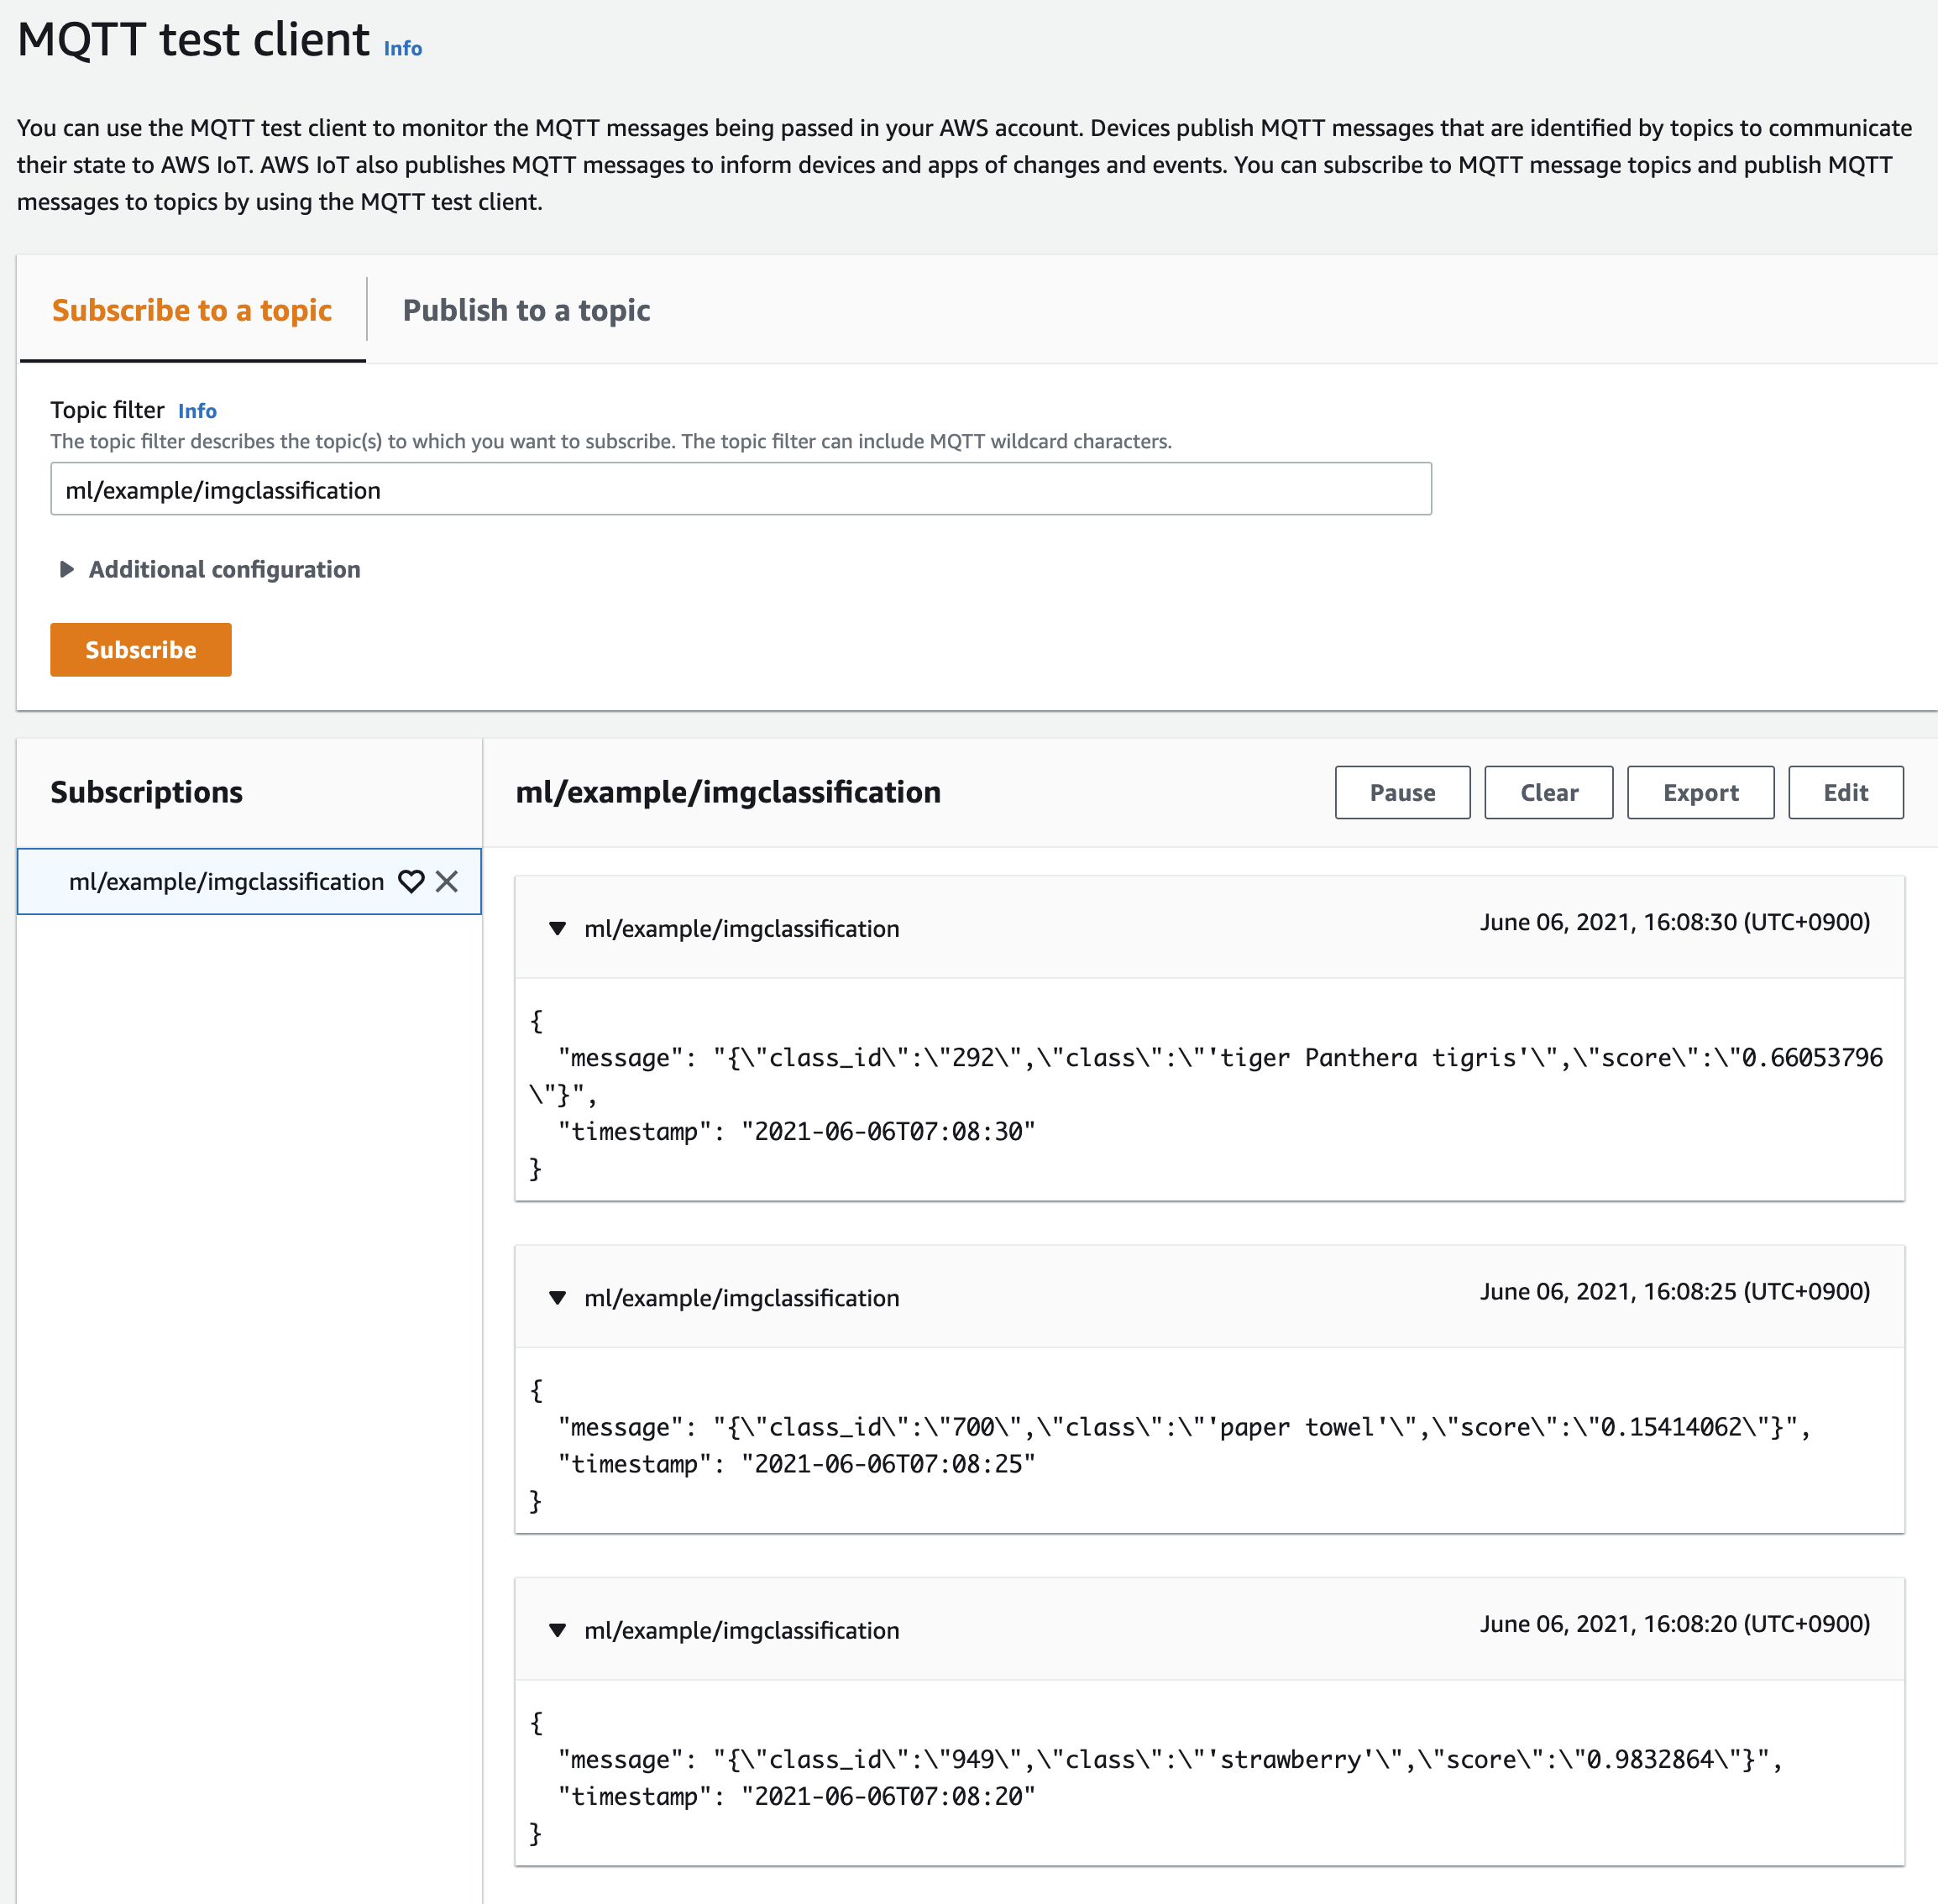 MQTT test client Info
You can use the MQTT test client to monitor the MQTT messages being passed in your AWS account. Devices publish MQTT messages that are identified by topics to communicate
their state to AWS IoT. AWS IoT also publishes MQTT messages to inform devices and apps of changes and events. You can subscribe to MQTT message topics and publish MQTT
messages to topics by using the MQTT test client.
Subscribe to a topic
Publish to a topic
Topic filter Info
The topic filter describes the topic(s) to which you want to subscribe. The topic filter can include MQTT wildcard characters.
ml/example/imgclassification
Additional configuration
Subscribe
Subscriptions
ml/example/imgclassification
ml/example/imgclassification
Pause
Clear
Export
Edit
ml/example/imgclassification
June 06, 2021, 16:08:30 (UTC+0900)
{
"message": "{\"class_id\":\"292\",\"class\":\"'tiger Panthera tigris'\",\"score\":\"0.66053796
\"}",
"timestamp": "2021-06-06T07:08:30"
}
ml/example/imgclassification
June 06, 2021, 16:08:25 (UTC+0900)
{
"message": "{\"class_id\":\"700\",\"class\":\"'paper towel'\",\"score\":\"0.15414062\"}",
"timestamp": "2021-06-06T07:08:25"
}
ml/example/imgclassification
June 06, 2021, 16:08:20 (UTC+0900)
{
"message": "{\"class_id\":\"949\",\"class\":\"'strawberry'\",\"score\":\"0.9832864\"}",
"timestamp": "2021-06-06T07:08:20"
}